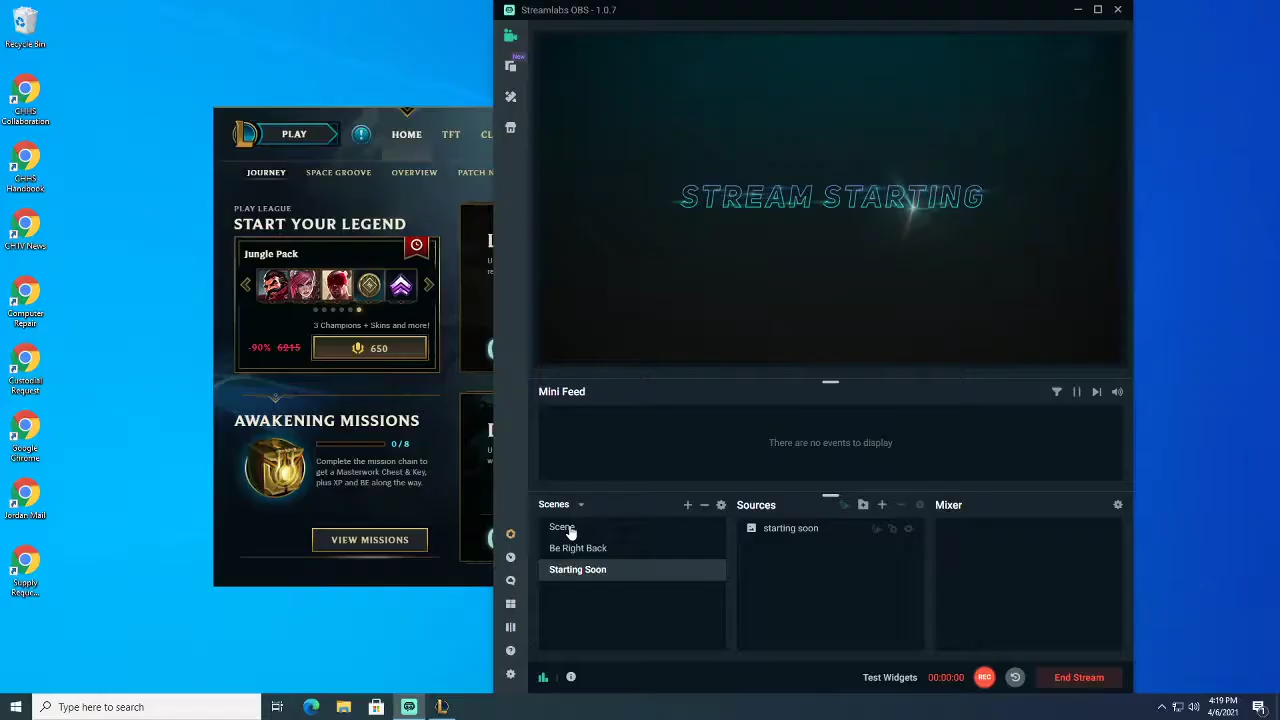 Recycle Bin
CHHS
Collaboration
CHHS
Handbook
CHTV News
Computer
Repair
Custodial
Request
Google
Chrome
Jordan Mail
Supply
Reque...
PLAY
HOME
TFT
CL
JOURNEY
SPACE GROOVE
OVERVIEW
PATCH N
PLAY LEAGUE
START YOUR LEGEND
Jungle Pack
3 Champions + Skins and more!
-90% 6215
650
AWAKENING MISSIONS
0 / 8
Complete the mission chain to
get a Masterwork Chest & Key,
plus XP and BE along the way.
VIEW MISSIONS
Streamlabs OBS - 1.0.7
New
STREAM STARTING
Mini Feed
There are no events to display
Scenes
Scene
Be Right Back
Starting Soon
Sources
starting soon
Mixer
Test Widgets
00:00:00
REC
End Stream
Type here to search
4:19 PM
4/6/2021